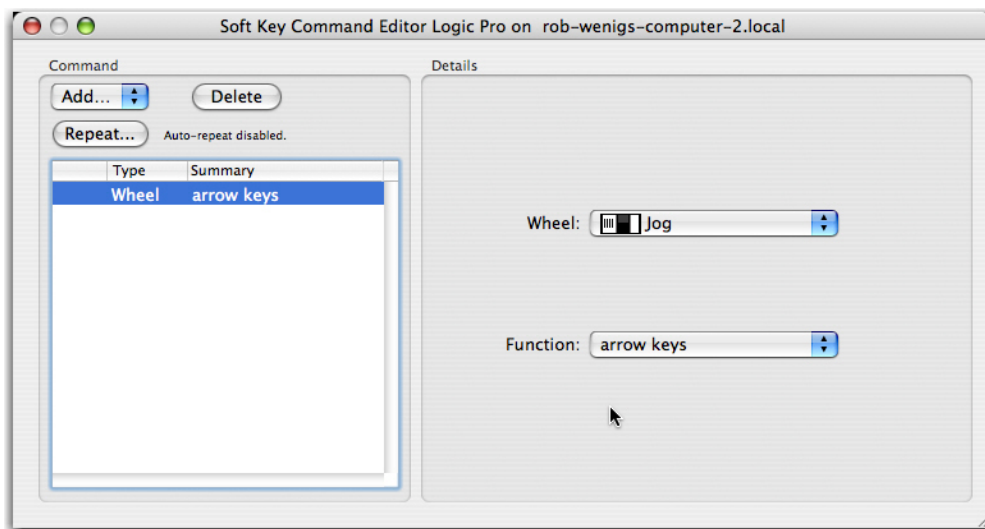 Soft Key Command Editor Logic Pro on rob-wenigs-computer-2.local
Command
Add...
Delete
Repeat...
Auto-repeat disabled.
Type Summary
Wheel arrow keys
Details
Wheel: Jog
Function: arrow keys